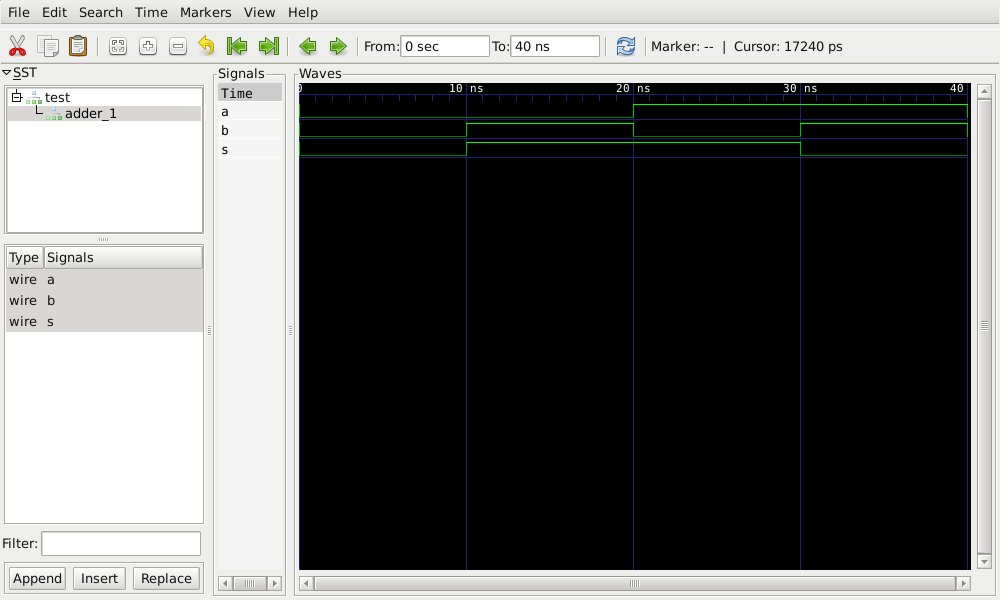 File Edit Search Time Markers View Help
From: 0 sec To: 40 ns Marker: -- | Cursor: 17240 ps
SST
test
adder_1
Type Signals
wire a
wire b
wire s
Filter:
Append Insert Replace
Signals
Time
a
b
s
Waves
0 10 ns 20 ns 30 ns 40